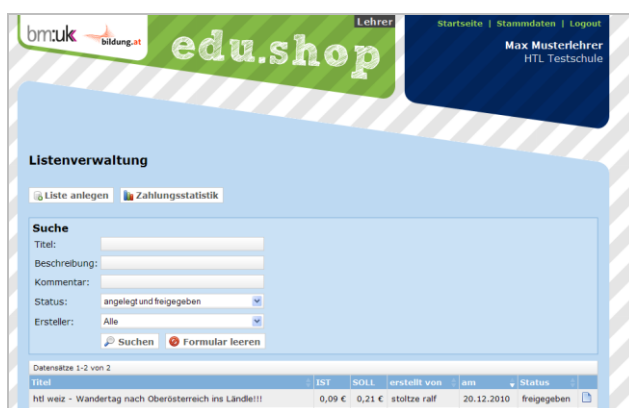 bm:uk bildung.at
edu.shop
Lehrer
Startseite | Stammdaten | Logout
Max Musterlehrer
HTL Testschule
Listenverwaltung
Liste anlegen Zahlungsstatistik
Suche
Titel:
Beschreibung:
Kommentar:
Status: angelegt und freigegeben
Ersteller: Alle
Suchen Formular leeren
Datensätze 1-2 von 2
Titel IST SOLL erstellt von am Status
htl weiz - Wandertag nach Oberösterreich ins Ländle!!! 0,09 € 0,21 € stoltze ralf 20.12.2010 freigegeben